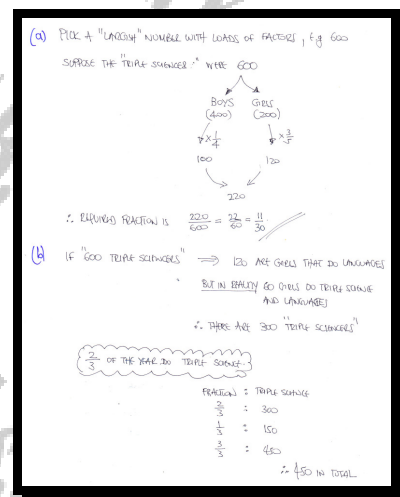 (a) PICK A "LARGISH" NUMBER WITH LOADS OF FACTORS, E.g 600
SUPPOSE THE "TRIPLE SCIENCERS" WERE 600
BOYS GIRLS
(400) (200)
×1/4 ×3/5
100 120
220
∴ REQUIRED FRACTION IS 220/600 = 22/60 = 11/30
(b) IF "600 TRIPLE SCIENCERS" ⟹ 120 ARE GIRLS THAT DO LANGUAGES
BUT IN REALITY 60 GIRLS DO TRIPLE SCIENCE
AND LANGUAGES
∴ THERE ARE 300 "TRIPLE SCIENCERS"
2/3 OF THE YEAR DO TRIPLE SCIENCE
FRACTION : TRIPLE SCIENCE
2/3 : 300
1/3 : 150
3/3 : 450
∴ 450 IN TOTAL